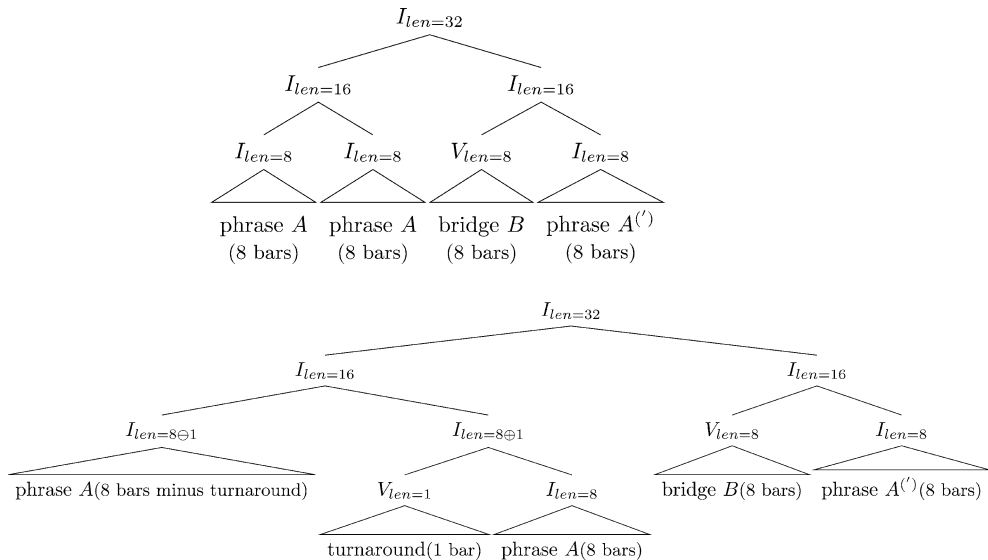 I_{len=32}
I_{len=16} I_{len=16}
I_{len=8} I_{len=8} V_{len=8} I_{len=8}
phrase A phrase A bridge B phrase A^{(′)}
(8 bars) (8 bars) (8 bars) (8 bars)
I_{len=32}
I_{len=16} I_{len=16}
I_{len=8⊖1} I_{len=8⊕1} V_{len=8} I_{len=8}
phrase A(8 bars minus turnaround) V_{len=1} I_{len=8} bridge B(8 bars) phrase A^{(′)}(8 bars)
turnaround(1 bar) phrase A(8 bars)